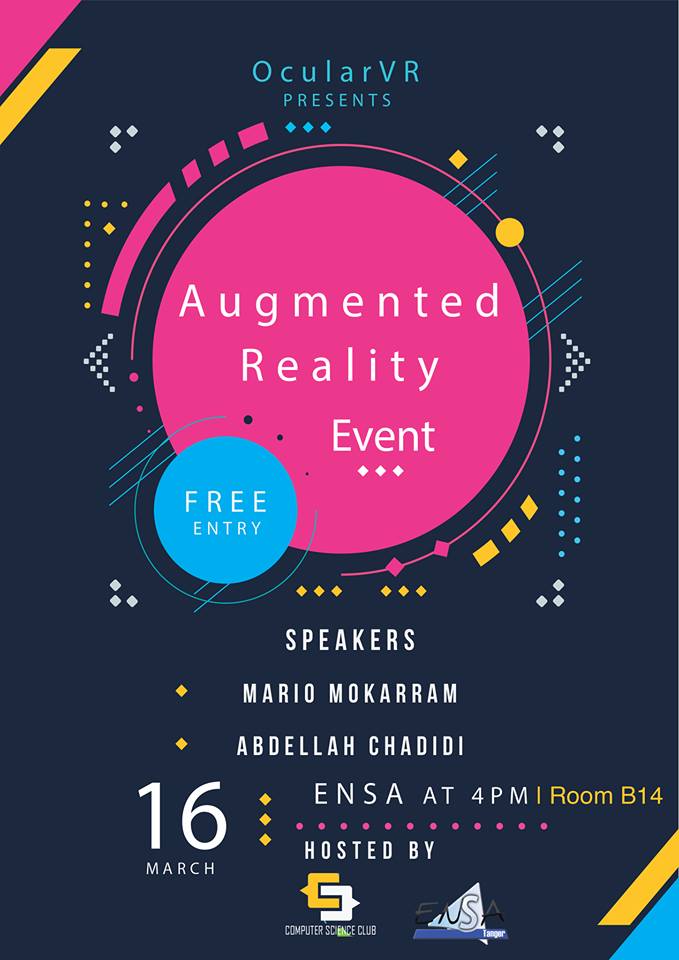 OcularVR
PRESENTS
Augmented
Reality
Event
FREE
ENTRY
SPEAKERS
MARIO MOKARRAM
ABDELLAH CHADIDI
16
MARCH
ENSA AT 4PM | Room B14
HOSTED BY
COMPUTER SCIENCE CLUB
ENSA
Tanger